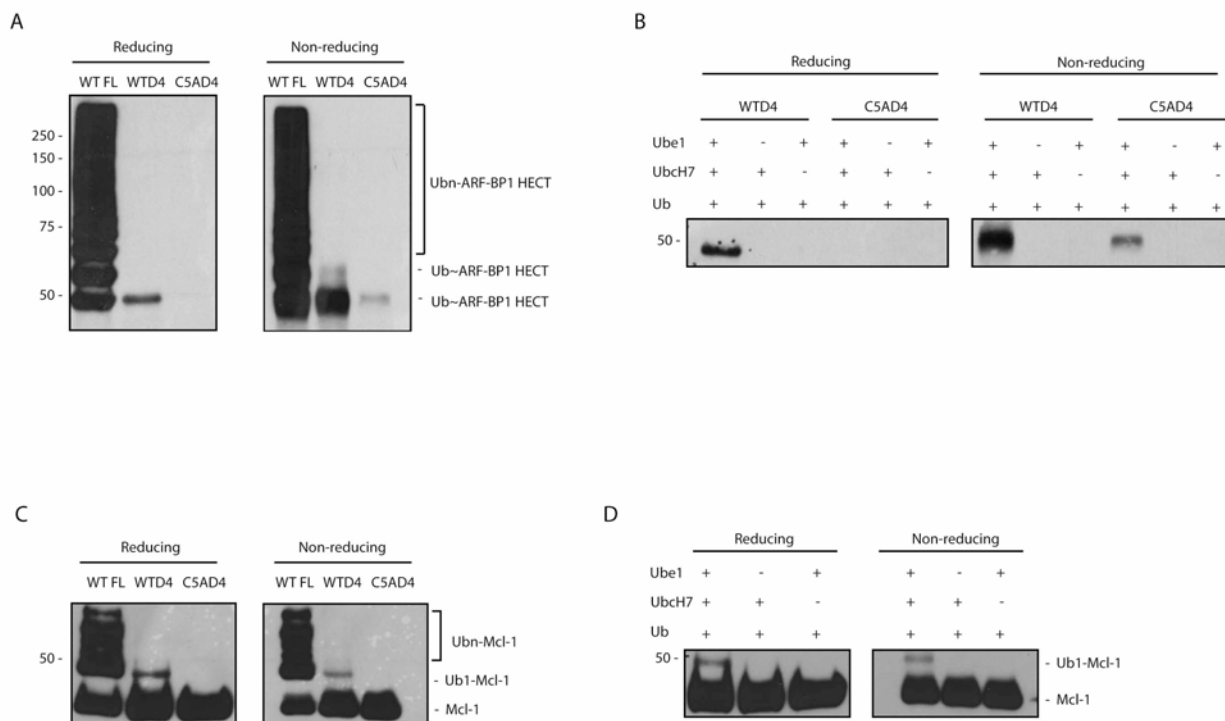 A
Reducing
Non-reducing
WT FL WTD4 C5AD4
WT FL WTD4 C5AD4
250 -
150 -
100 -
75 -
50 -
Ubn-ARF-BP1 HECT
- Ub~ARF-BP1 HECT
- Ub~ARF-BP1 HECT
B
Reducing
Non-reducing
WTD4 C5AD4 WTD4 C5AD4
Ube1 + - + + - + + - + + - +
UbcH7 + + - + + - + + - + + -
Ub + + + + + + + + + + + +
50 -
C
Reducing
Non-reducing
WT FL WTD4 C5AD4
WT FL WTD4 C5AD4
50 -
Ubn-Mcl-1
- Ub1-Mcl-1
- Mcl-1
D
Reducing
Non-reducing
Ube1 + - + + - +
UbcH7 + + - + + -
Ub + + + + + +
50 -
- Ub1-Mcl-1
- Mcl-1